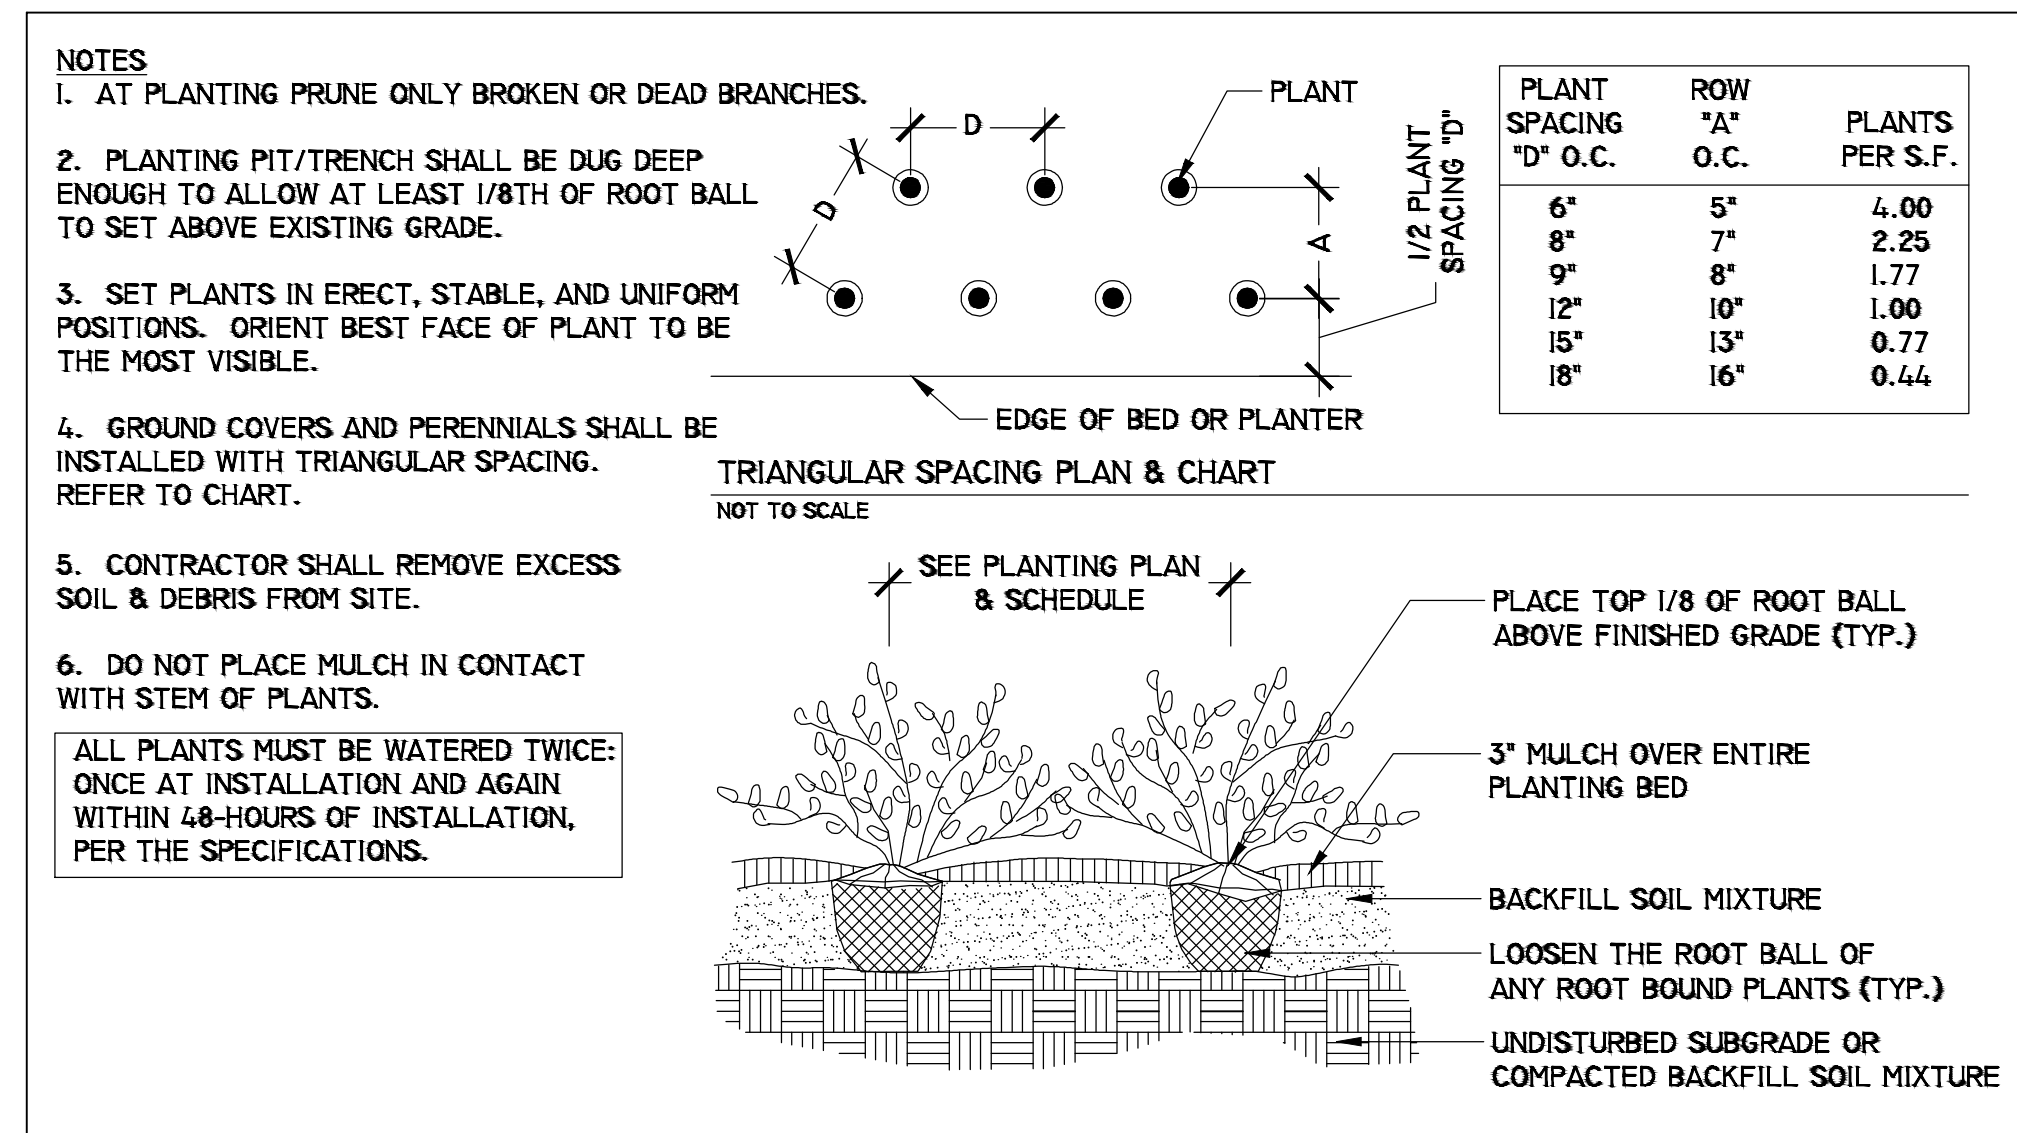 NOTES
1. AT PLANTING PRUNE ONLY BROKEN OR DEAD BRANCHES.
2. PLANTING PIT/TRENCH SHALL BE DUG DEEP
ENOUGH TO ALLOW AT LEAST 1/8TH OF ROOT BALL
TO SET ABOVE EXISTING GRADE.
3. SET PLANTS IN ERECT, STABLE, AND UNIFORM
POSITIONS. ORIENT BEST FACE OF PLANT TO BE
THE MOST VISIBLE.
4. GROUND COVERS AND PERENNIALS SHALL BE
INSTALLED WITH TRIANGULAR SPACING.
REFER TO CHART.
5. CONTRACTOR SHALL REMOVE EXCESS
SOIL & DEBRIS FROM SITE.
6. DO NOT PLACE MULCH IN CONTACT
WITH STEM OF PLANTS.
ALL PLANTS MUST BE WATERED TWICE:
ONCE AT INSTALLATION AND AGAIN
WITHIN 48-HOURS OF INSTALLATION,
PER THE SPECIFICATIONS.
D
D
PLANT
A
1/2 PLANT
SPACING "D"
EDGE OF BED OR PLANTER
PLANT ROW
SPACING "A" PLANTS
"D" O.C. O.C. PER S.F.
6" 5" 4.00
8" 7" 2.25
9" 8" 1.77
12" 10" 1.00
15" 13" 0.77
18" 16" 0.44
TRIANGULAR SPACING PLAN & CHART
NOT TO SCALE
SEE PLANTING PLAN
& SCHEDULE
PLACE TOP 1/8 OF ROOT BALL
ABOVE FINISHED GRADE (TYP.)
3" MULCH OVER ENTIRE
PLANTING BED
BACKFILL SOIL MIXTURE
LOOSEN THE ROOT BALL OF
ANY ROOT BOUND PLANTS (TYP.)
UNDISTURBED SUBGRADE OR
COMPACTED BACKFILL SOIL MIXTURE